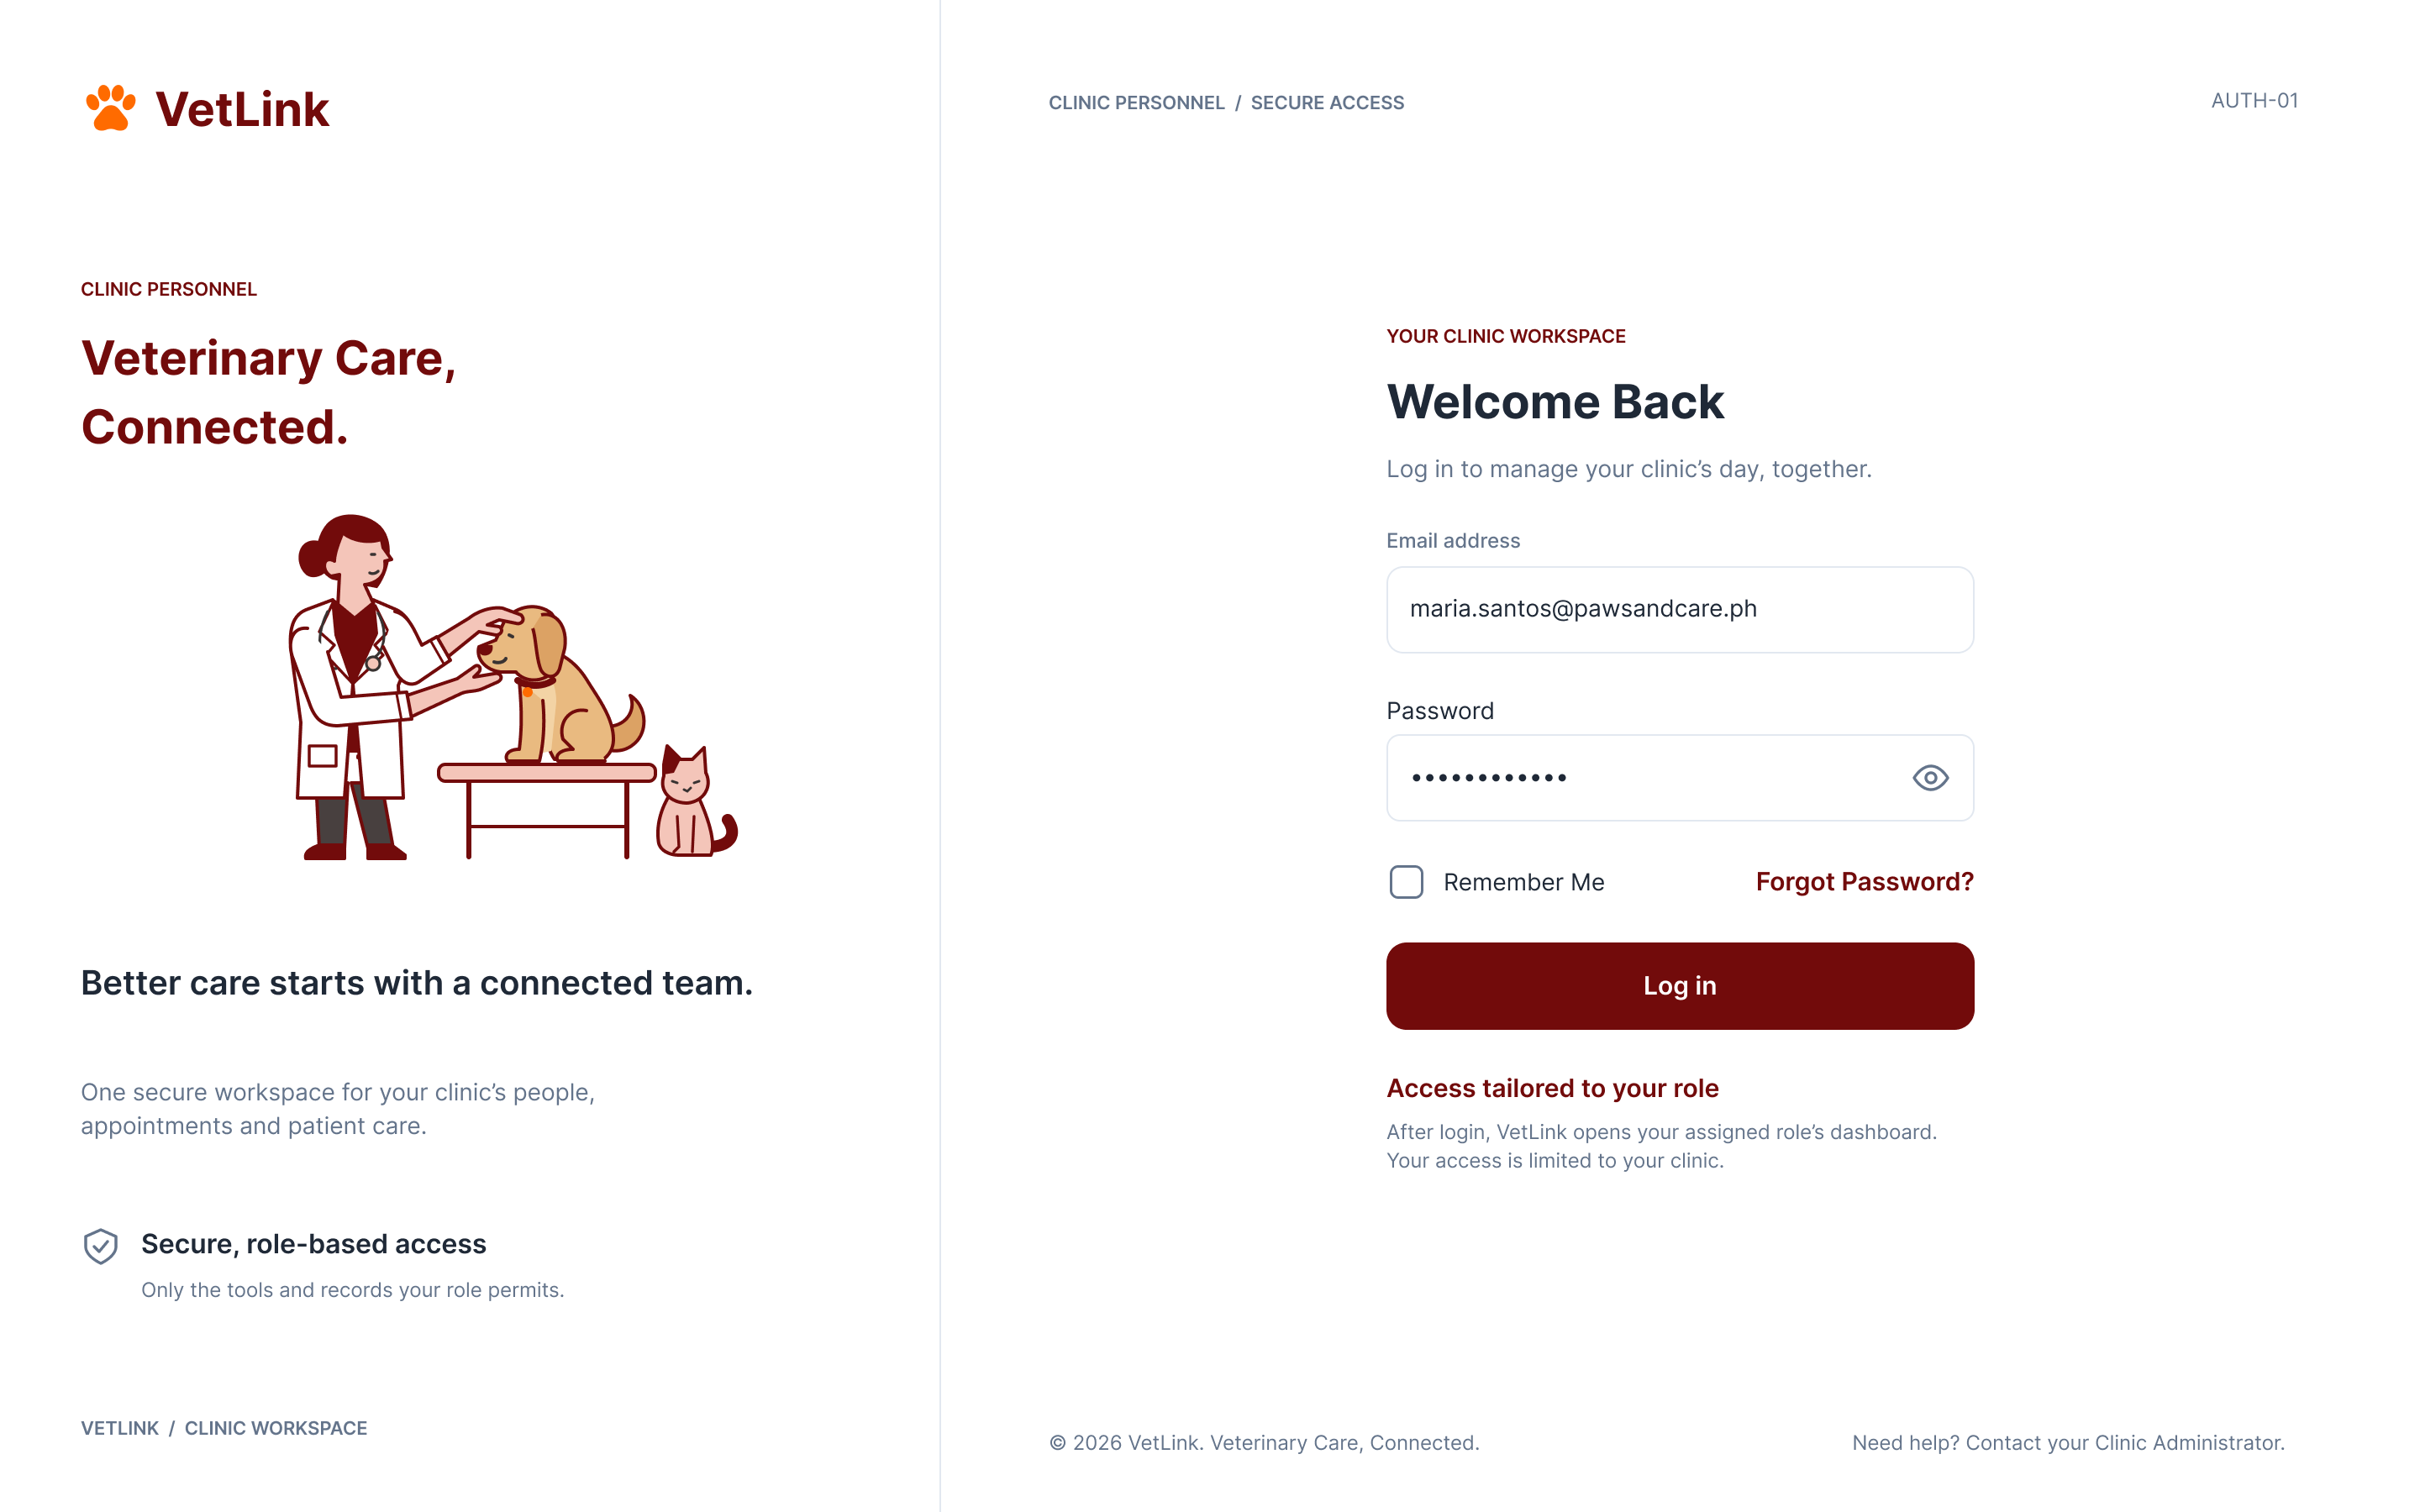 VetLink
CLINIC PERSONNEL
Veterinary Care,
Connected.
Better care starts with a connected team.
One secure workspace for your clinic’s people,
appointments and patient care.
Secure, role-based access
Only the tools and records your role permits.
VETLINK / CLINIC WORKSPACE
CLINIC PERSONNEL / SECURE ACCESS
AUTH-01
YOUR CLINIC WORKSPACE
Welcome Back
Log in to manage your clinic’s day, together.
Email address
maria.santos@pawsandcare.ph
Password
••••••••••••
Remember Me
Forgot Password?
Log in
Access tailored to your role
After login, VetLink opens your assigned role’s dashboard.
Your access is limited to your clinic.
© 2026 VetLink. Veterinary Care, Connected.
Need help? Contact your Clinic Administrator.